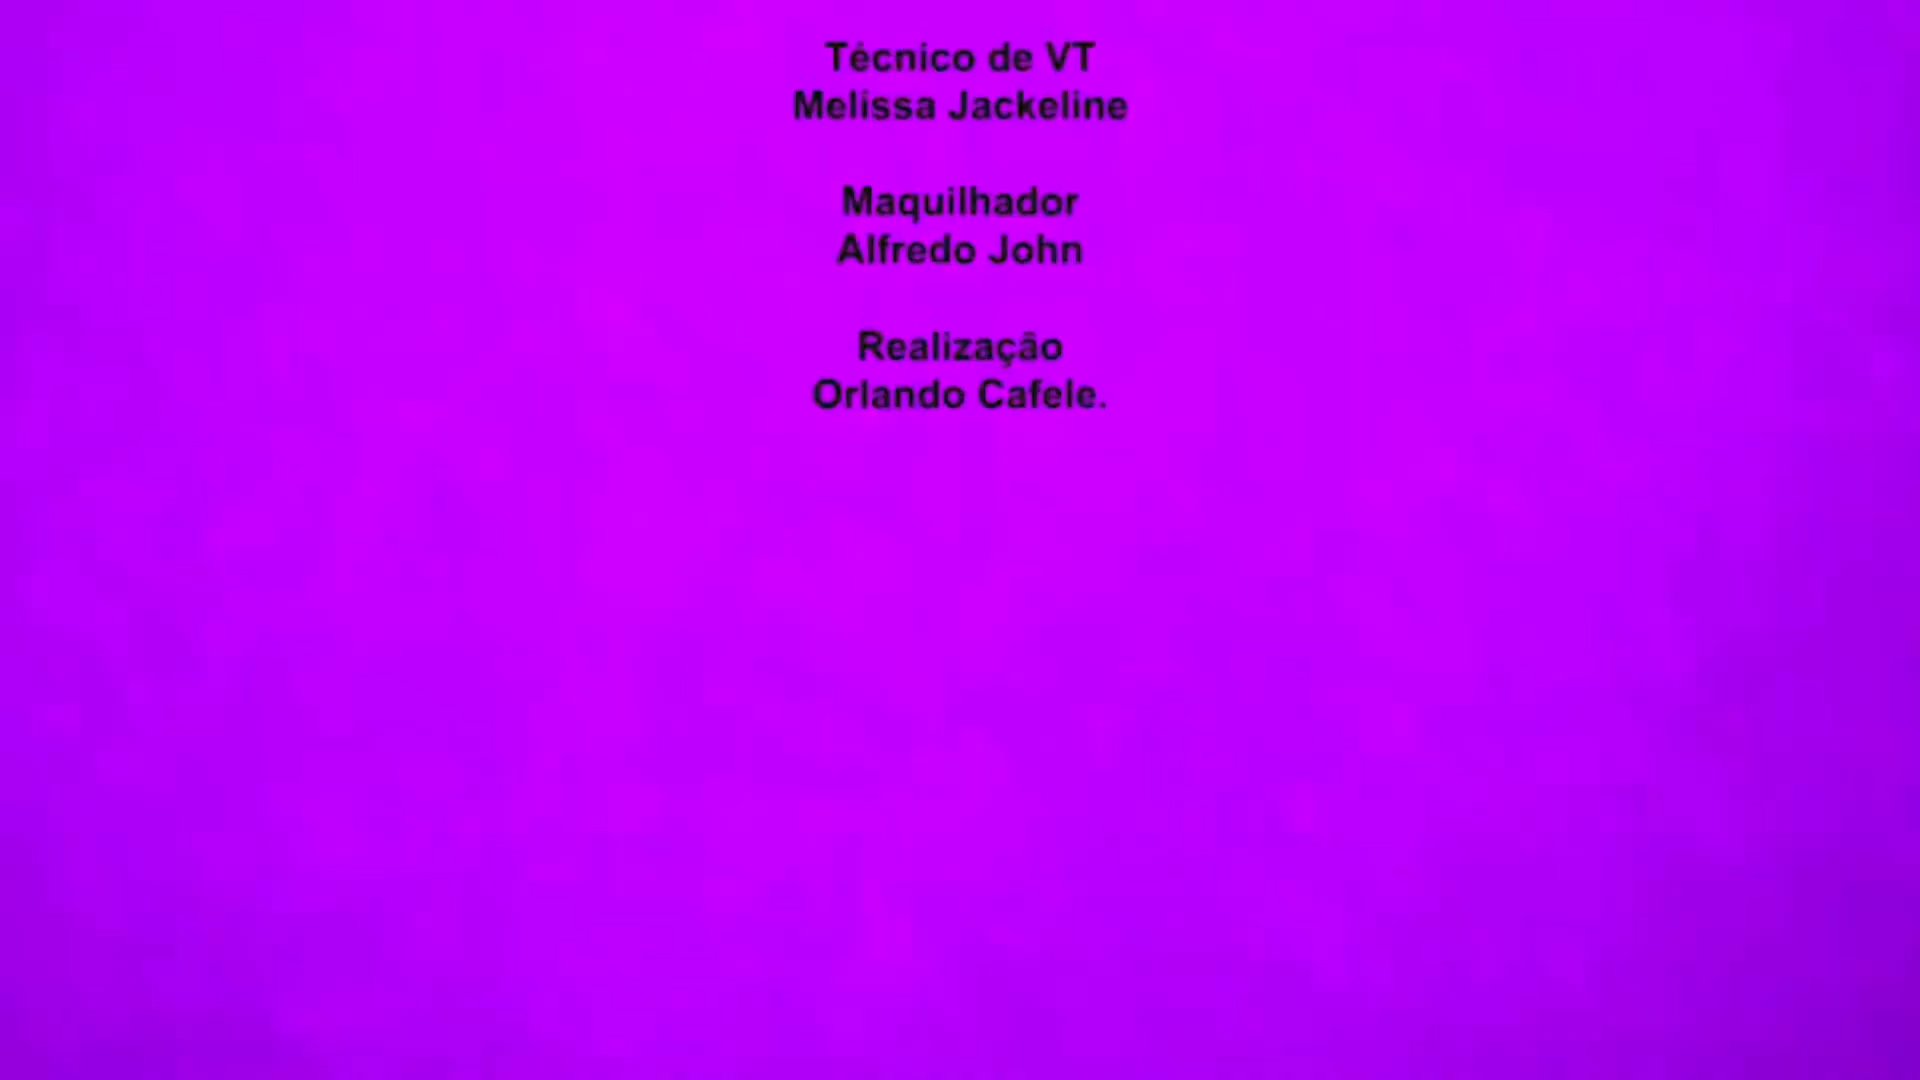 Técnico de VT
Melissa Jackeline
Maquilhador
Alfredo John
Realização
Orlando Cafele.